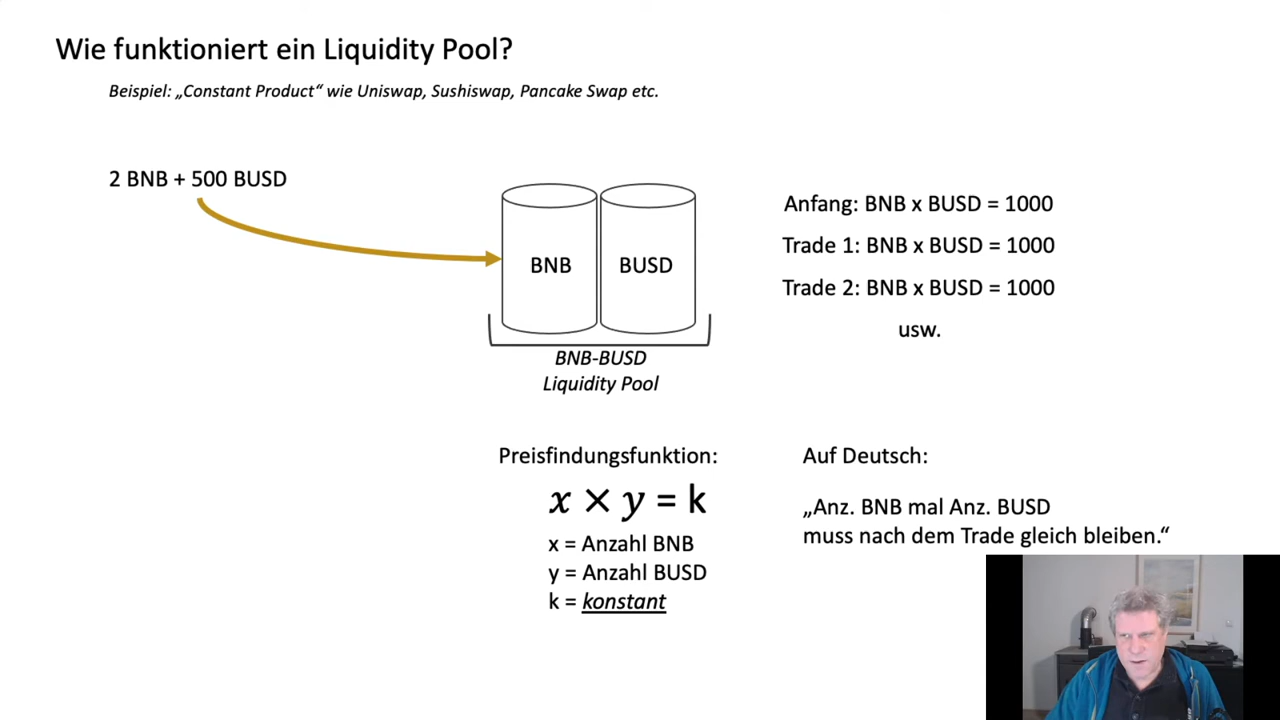 Wie funktioniert ein Liquidity Pool?
Beispiel: „Constant Product“ wie Uniswap, Sushiswap, Pancake Swap etc.
2 BNB + 500 BUSD
BNB
BUSD
BNB-BUSD
Liquidity Pool
Anfang: BNB x BUSD = 1000
Trade 1: BNB x BUSD = 1000
Trade 2: BNB x BUSD = 1000
usw.
Preisfindungsfunktion:
x × y = k
x = Anzahl BNB
y = Anzahl BUSD
k = konstant
Auf Deutsch:
„Anz. BNB mal Anz. BUSD
muss nach dem Trade gleich bleiben.“